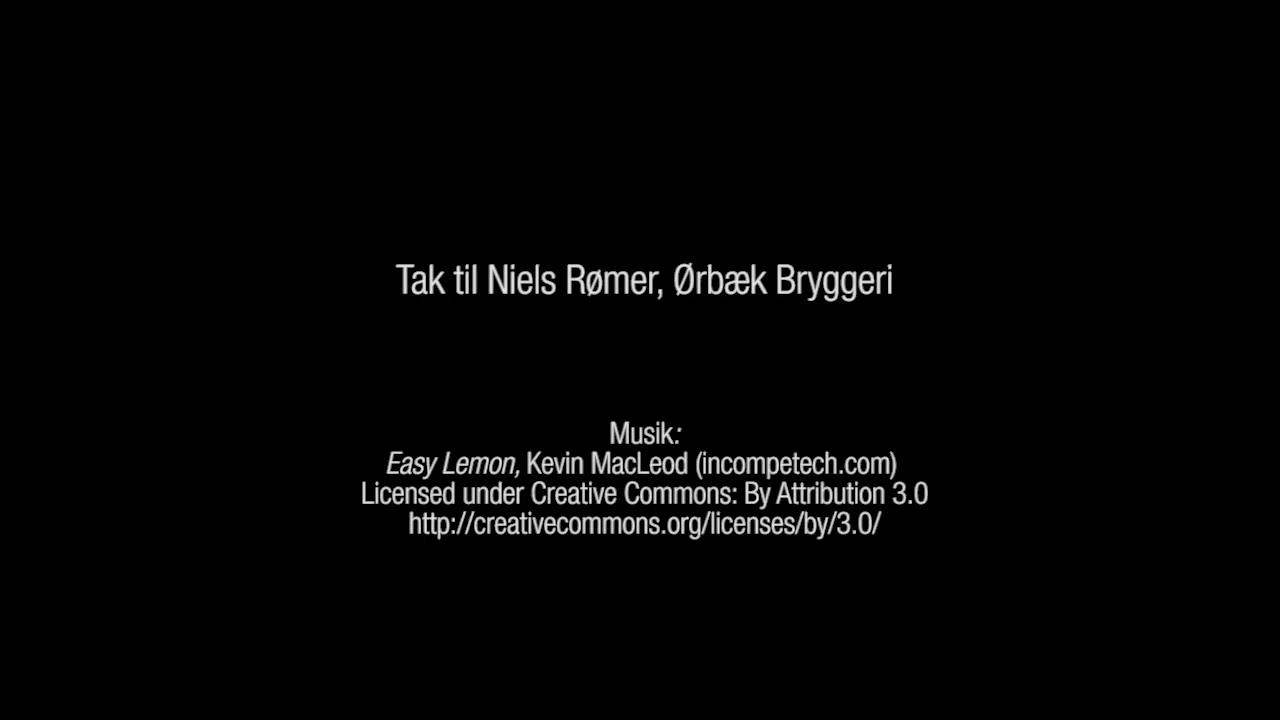 Tak til Niels Rømer, Ørbæk Bryggeri
Musik:
Easy Lemon, Kevin MacLeod (incompetech.com)
Licensed under Creative Commons: By Attribution 3.0
http://creativecommons.org/licenses/by/3.0/